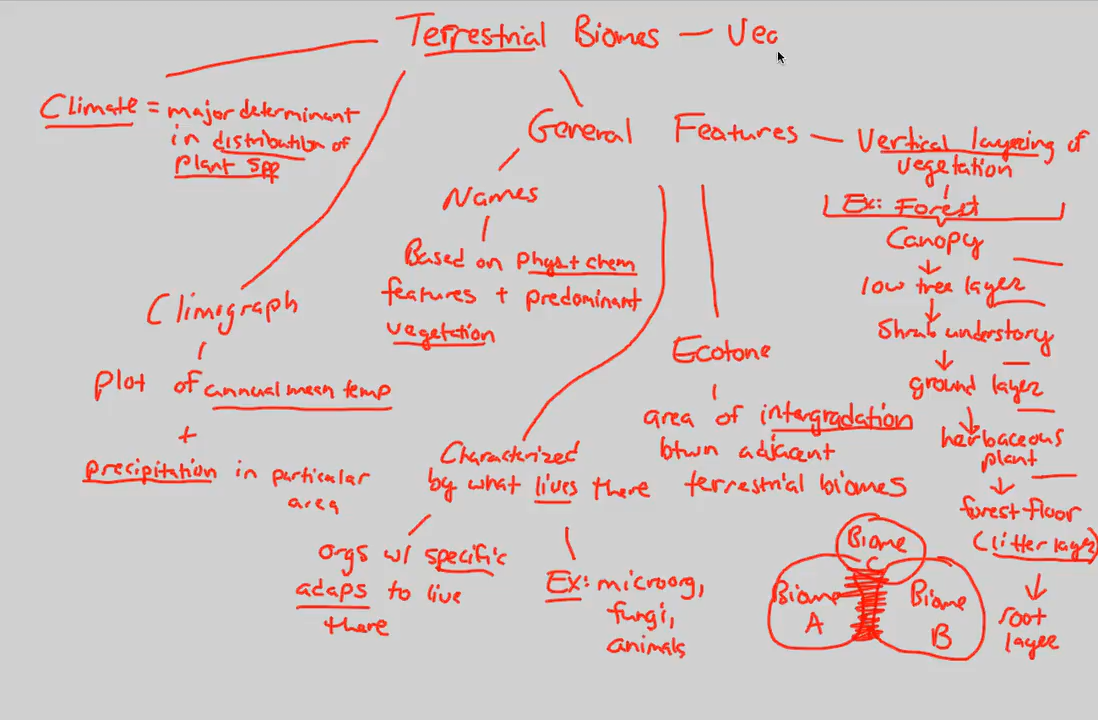 Terrestrial Biomes — Vec
Climate = major determinant
in distribution of
plant spp
General Features — Vertical layering of
vegetation
Ex: Forest
Canopy
low tree layer
Shrub understory
ground layer
herbaceous
plant
forest floor
(litter layer)
root
layer
Names
Based on phys + chem
features + predominant
vegetation
Climograph
plot of annual mean temp
+
precipitation in particular
area
Ecotone
area of intergradation
btwn adjacent
terrestrial biomes
Characterized
by what lives there
orgs w/ specific
adaps to live
there
Ex: microorg,
fungi,
animals
Biome
C
Biome
A
Biome
B